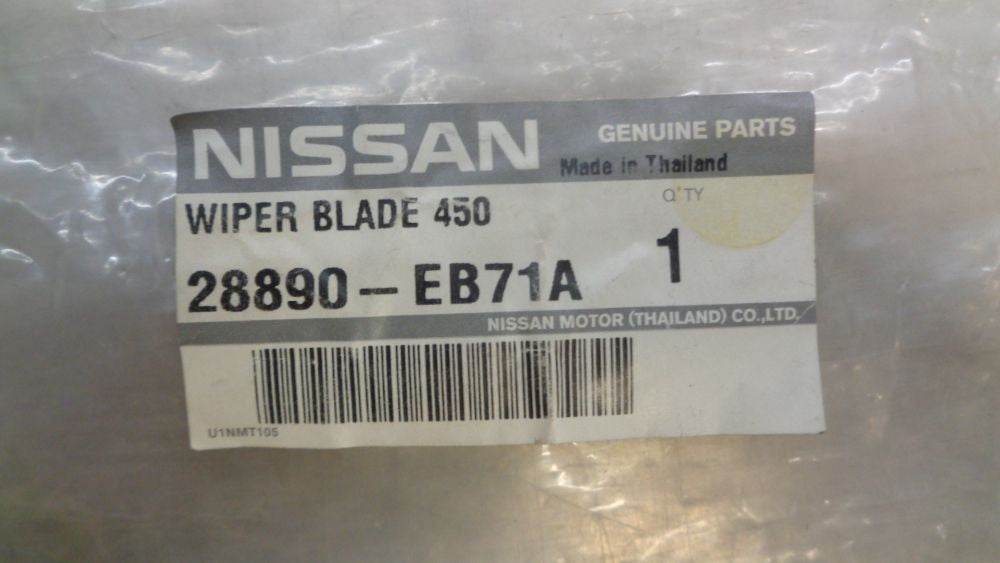 NISSAN GENUINE PARTS
Made in Thailand
WIPER BLADE 450 Q'TY
28890-EB71A 1
NISSAN MOTOR (THAILAND) CO.,LTD.
U1NMT105